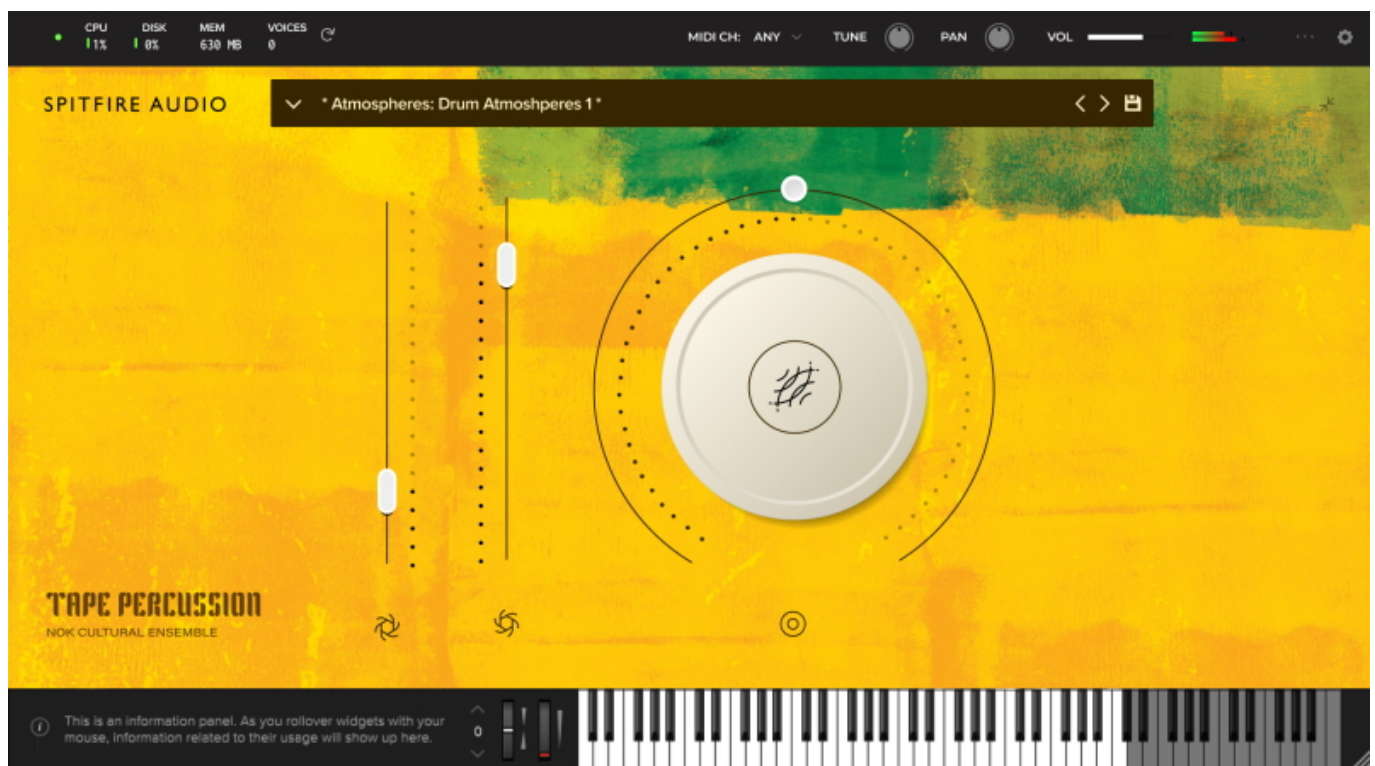 CPU DISK MEM VOICES
1% 0% 630 MB 0
MIDI CH: ANY TUNE PAN VOL
SPITFIRE AUDIO
* Atmospheres: Drum Atmoshperes 1 *
TAPE PERCUSSION
NOK CULTURAL ENSEMBLE
This is an information panel. As you rollover widgets with your
mouse, information related to their usage will show up here.
0